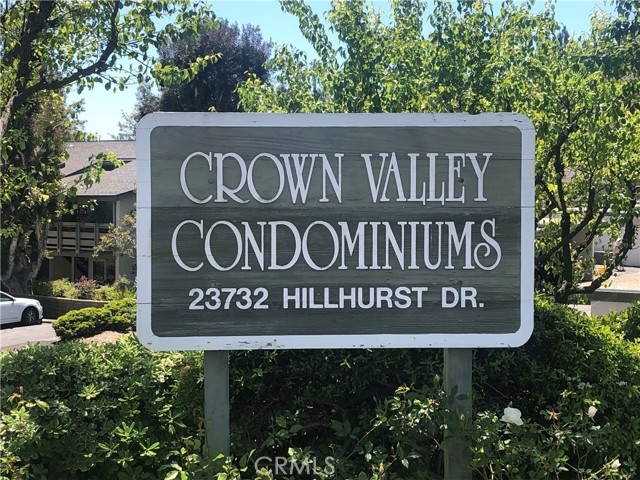 CROWN VALLEY
CONDOMINIUMS
23732 HILLHURST DR.
CRMLS